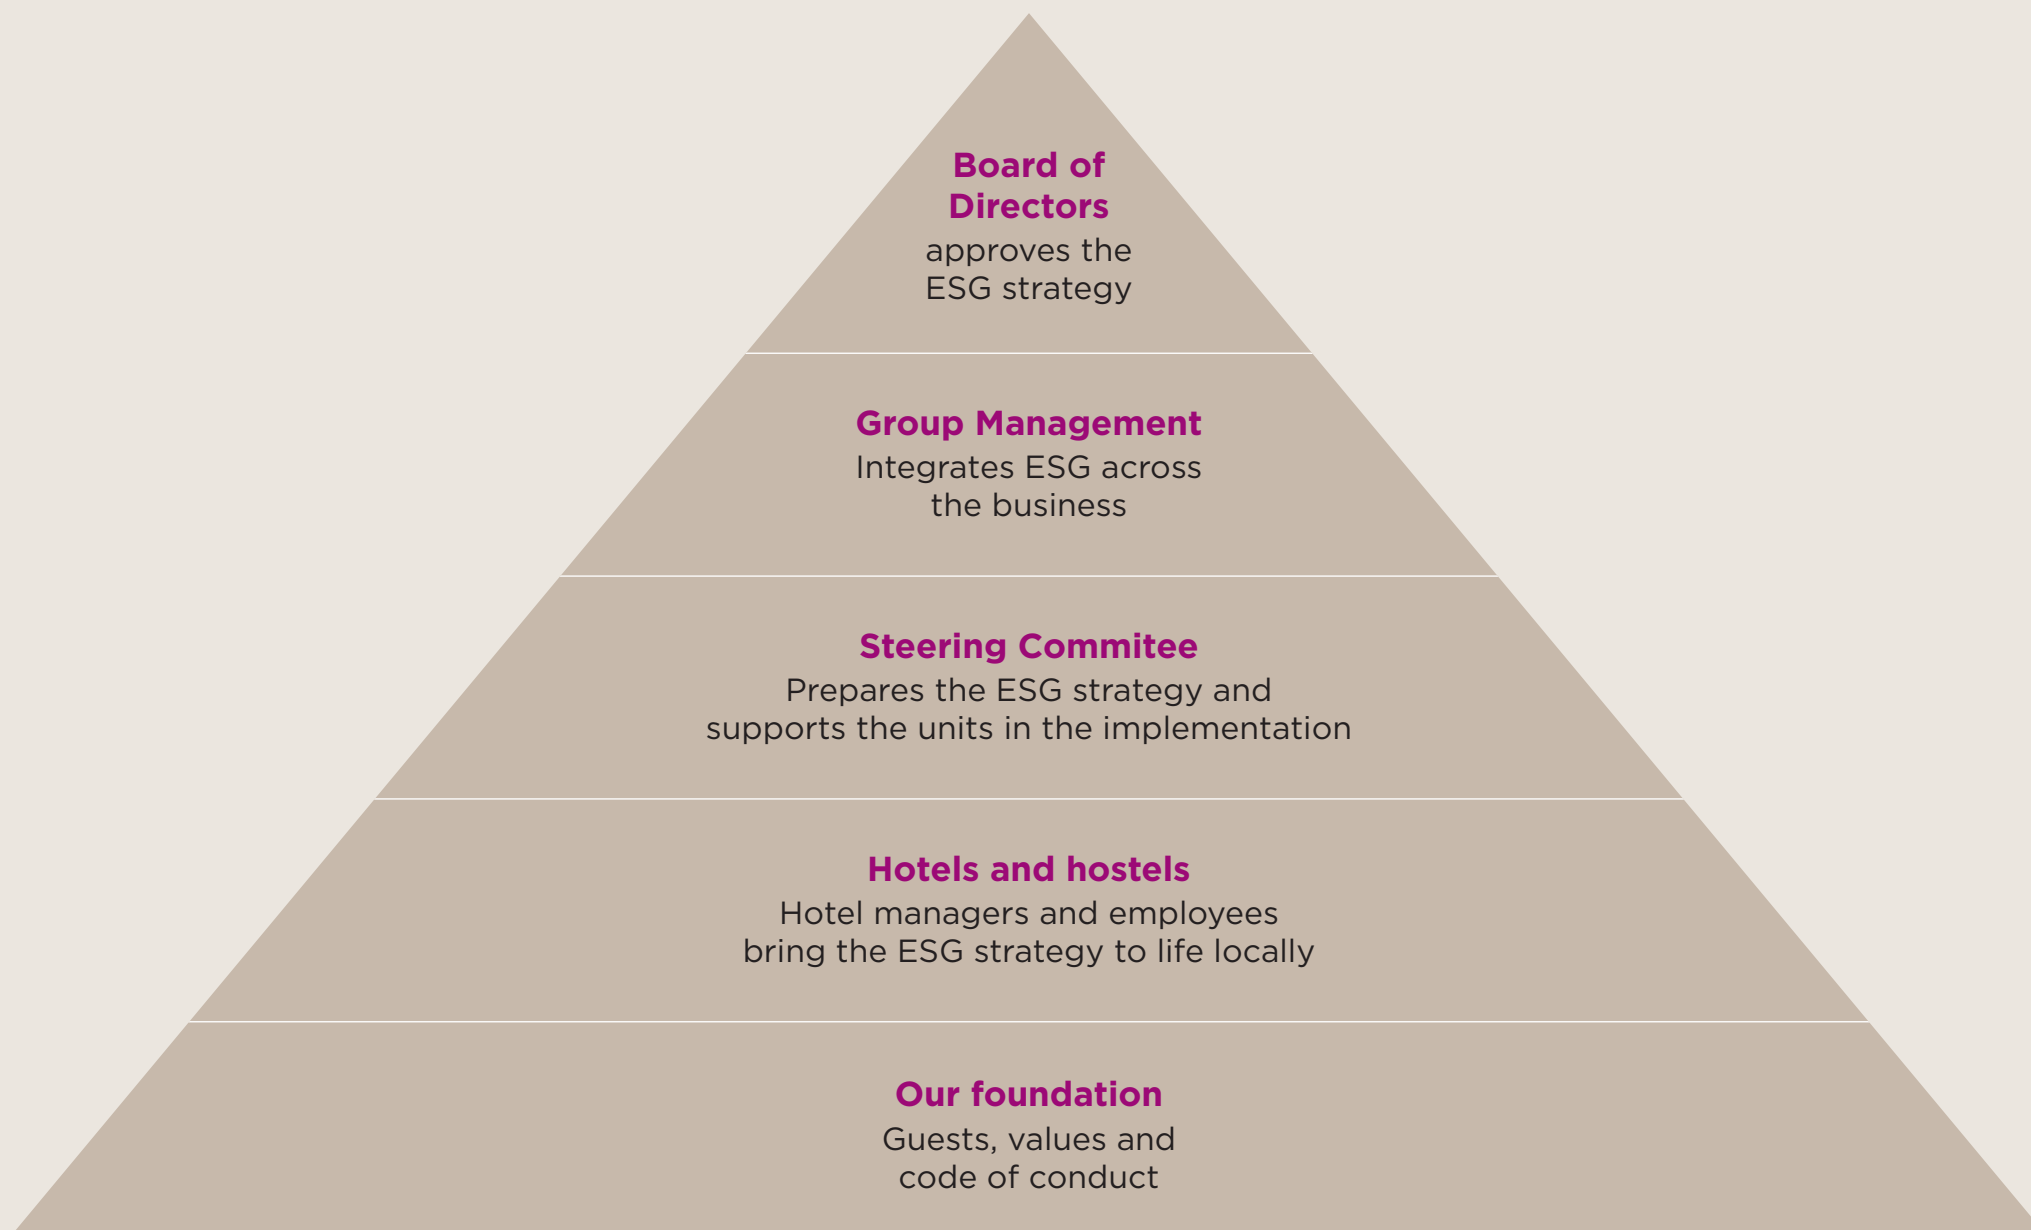 Board of
Directors
approves the
ESG strategy
Group Management
Integrates ESG across
the business
Steering Commitee
Prepares the ESG strategy and
supports the units in the implementation
Hotels and hostels
Hotel managers and employees
bring the ESG strategy to life locally
Our foundation
Guests, values and
code of conduct